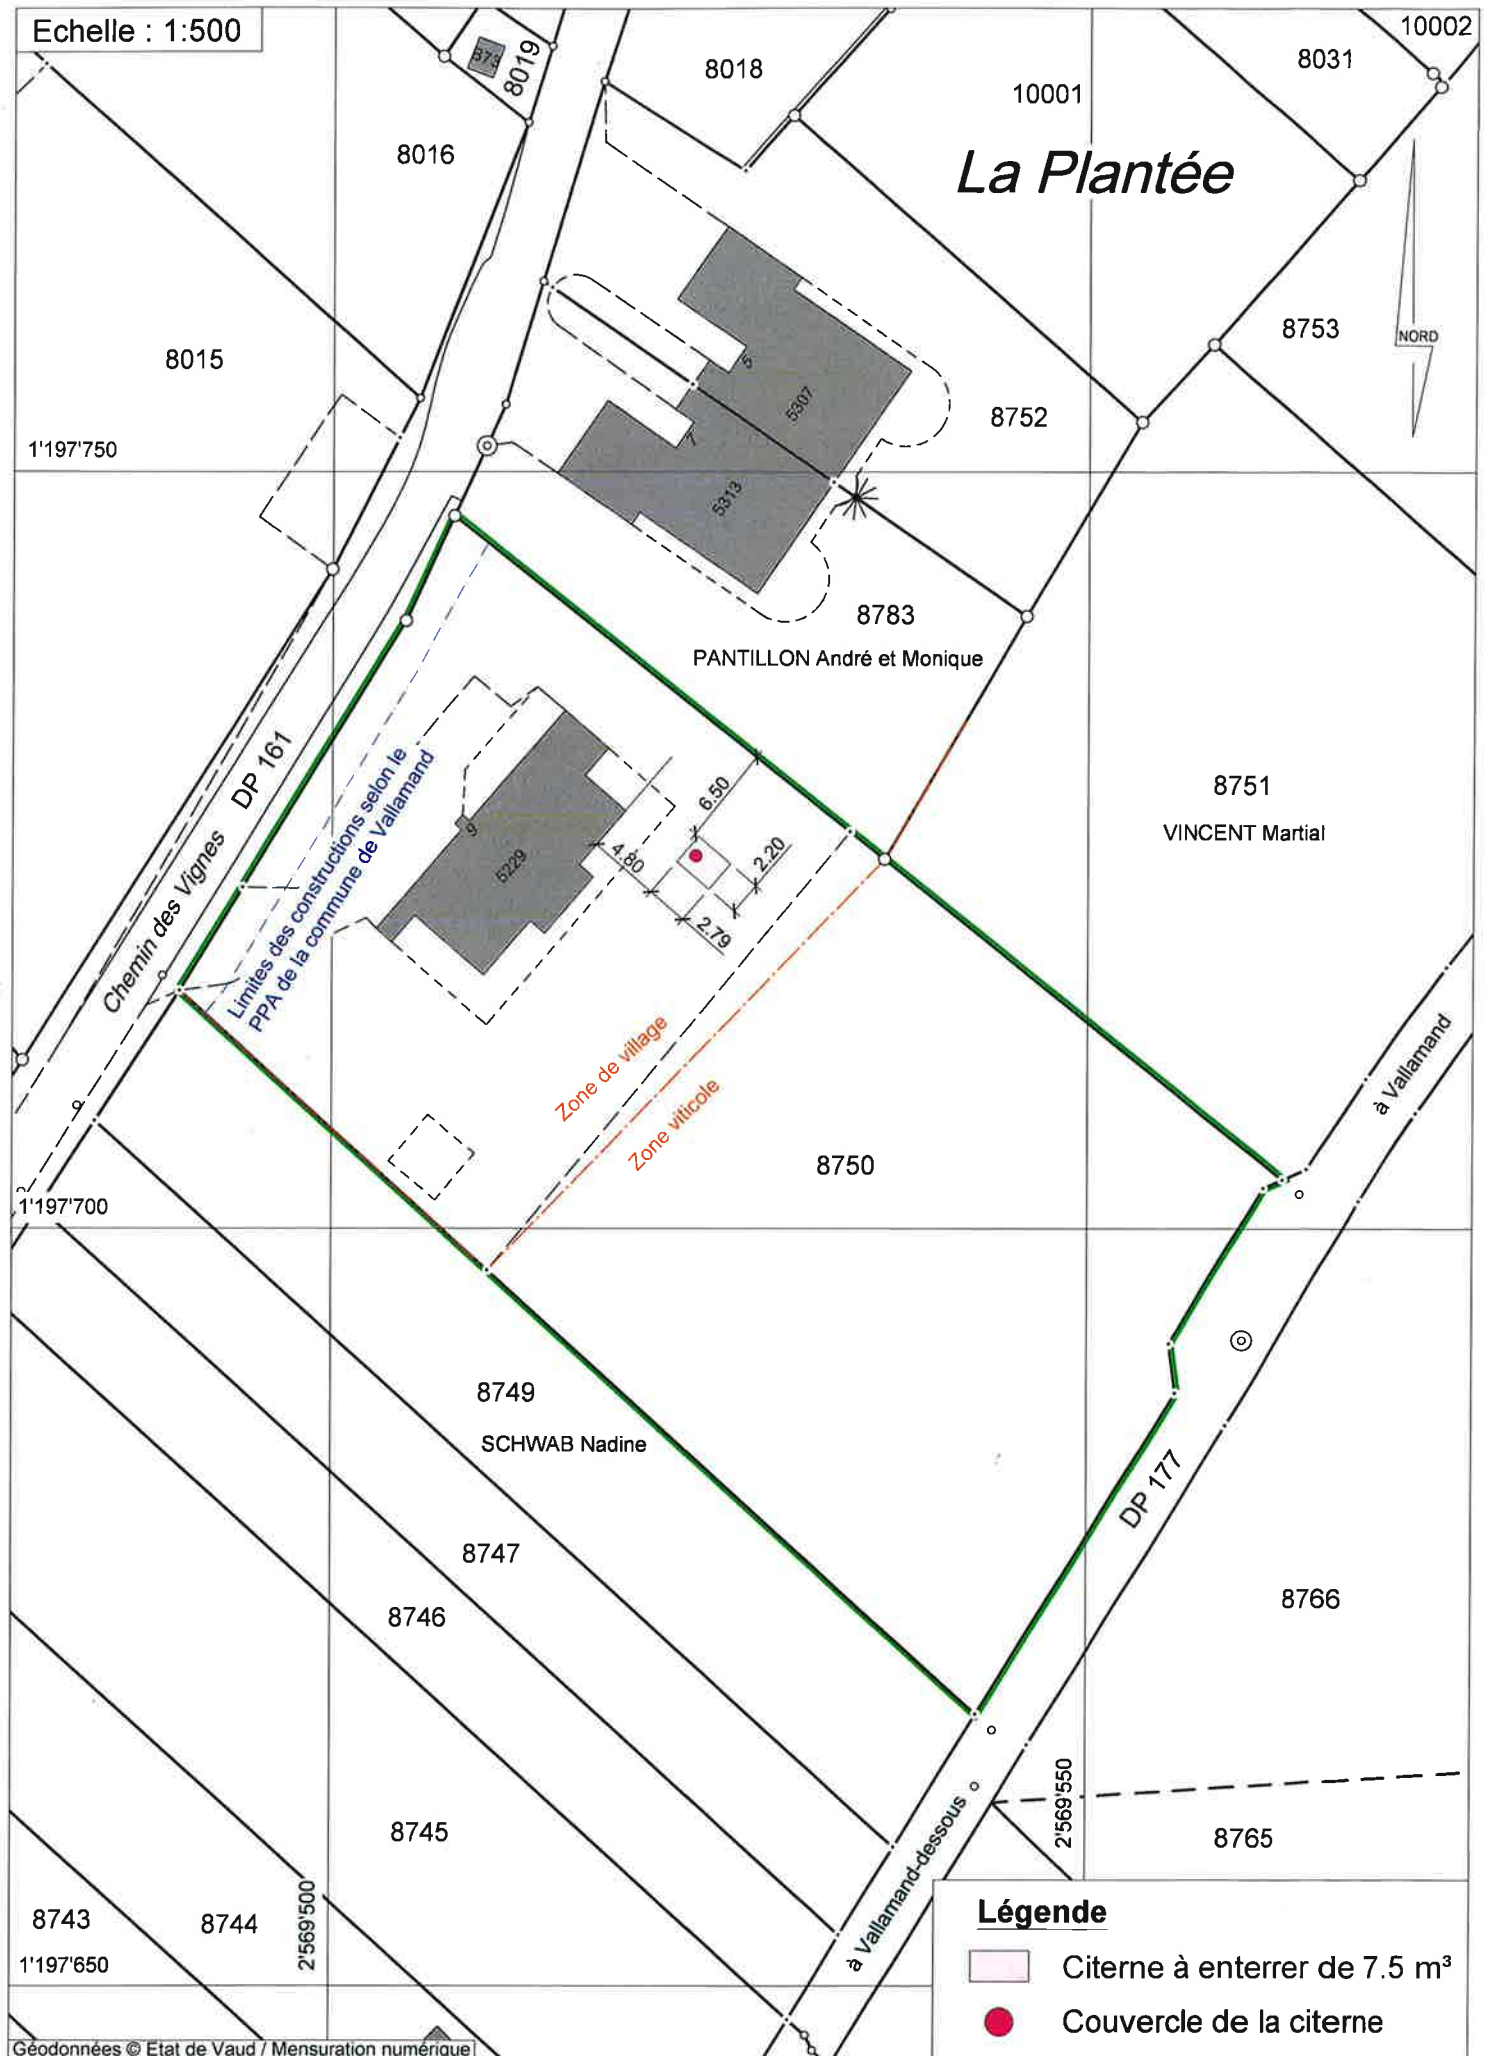 Echelle : 1:500
10002
873
8019
8018
8031
10001
8016
La Plantée
8753
NORD
8015
5
5307
8752
1'197'750
7
5313
8783
PANTILLON André et Monique
DP 161
Chemin des Vignes
Limites des constructions selon le
PPA de la commune de Vallamand
9
5229
6.50
4.80
2.20
2.79
8751
VINCENT Martial
Zone de village
Zone viticole
à Vallamand
8750
1'197'700
8749
SCHWAB Nadine
DP 177
8747
8746
8766
8745
2'569'550
8765
à Vallamand-dessous
8743
8744
2'569'500
1'197'650
Légende
Citerne à enterrer de 7.5 m³
Couvercle de la citerne
Géodonnées © Etat de Vaud / Mensuration numérique